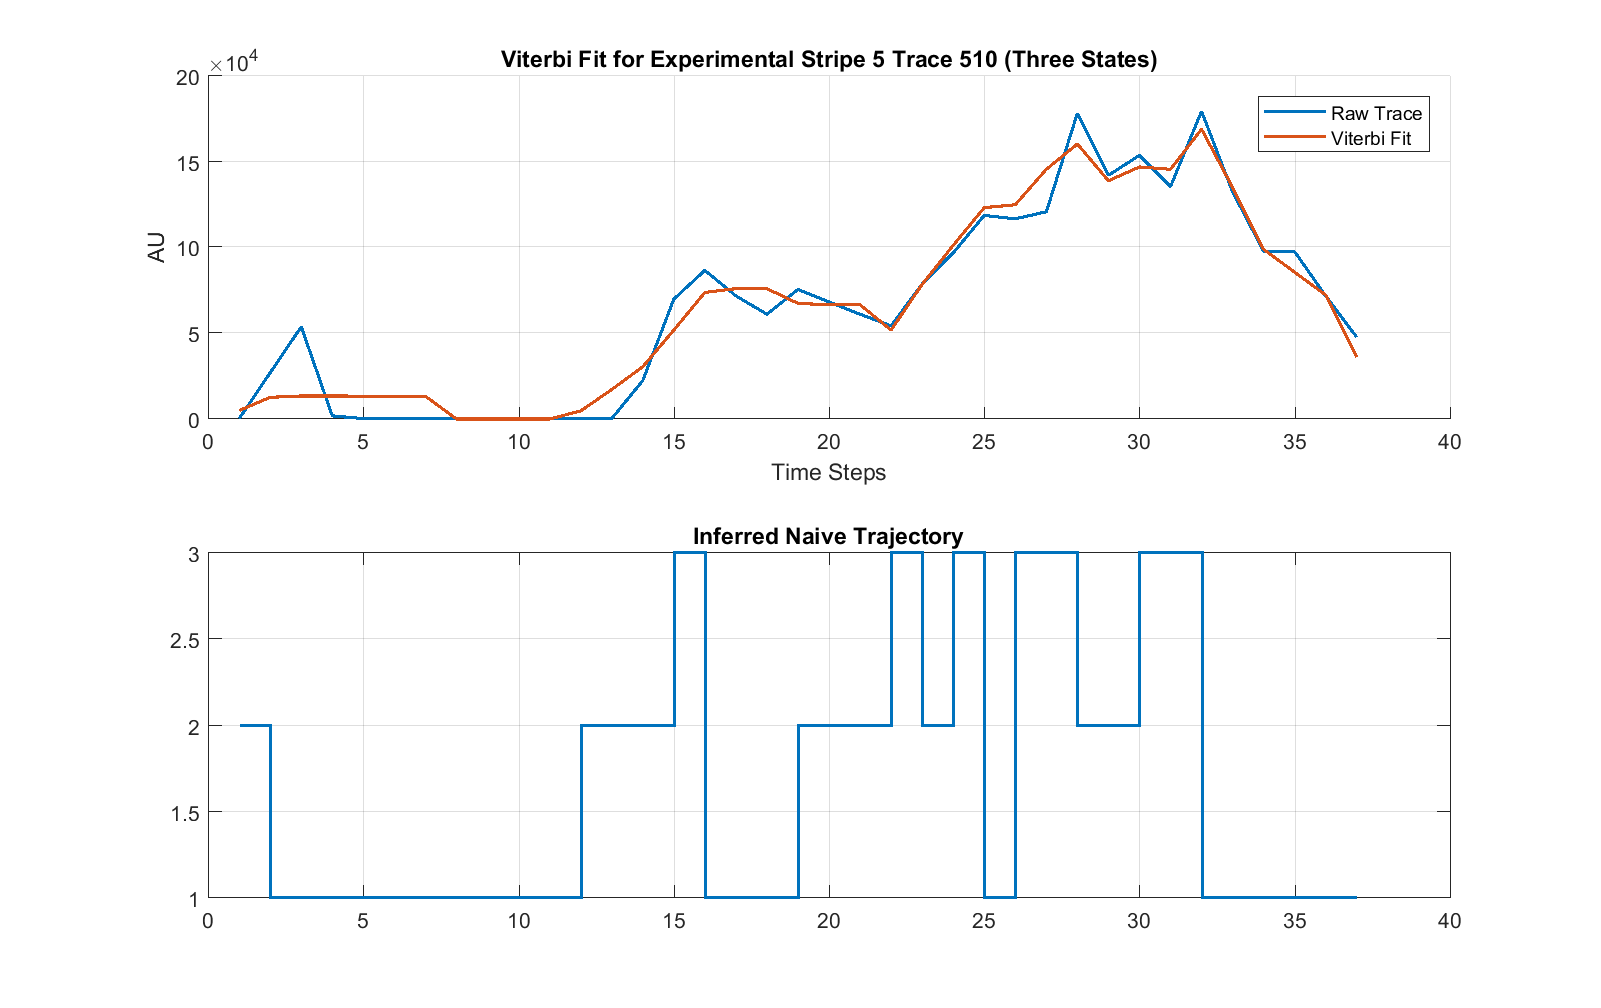 Viterbi Fit for Experimental Stripe 5 Trace 510 (Three States)
×10⁴
20
15
10
5
0
AU
Raw Trace
Viterbi Fit
0 5 10 15 20 25 30 35 40
Time Steps
Inferred Naive Trajectory
3
2.5
2
1.5
1
0 5 10 15 20 25 30 35 40